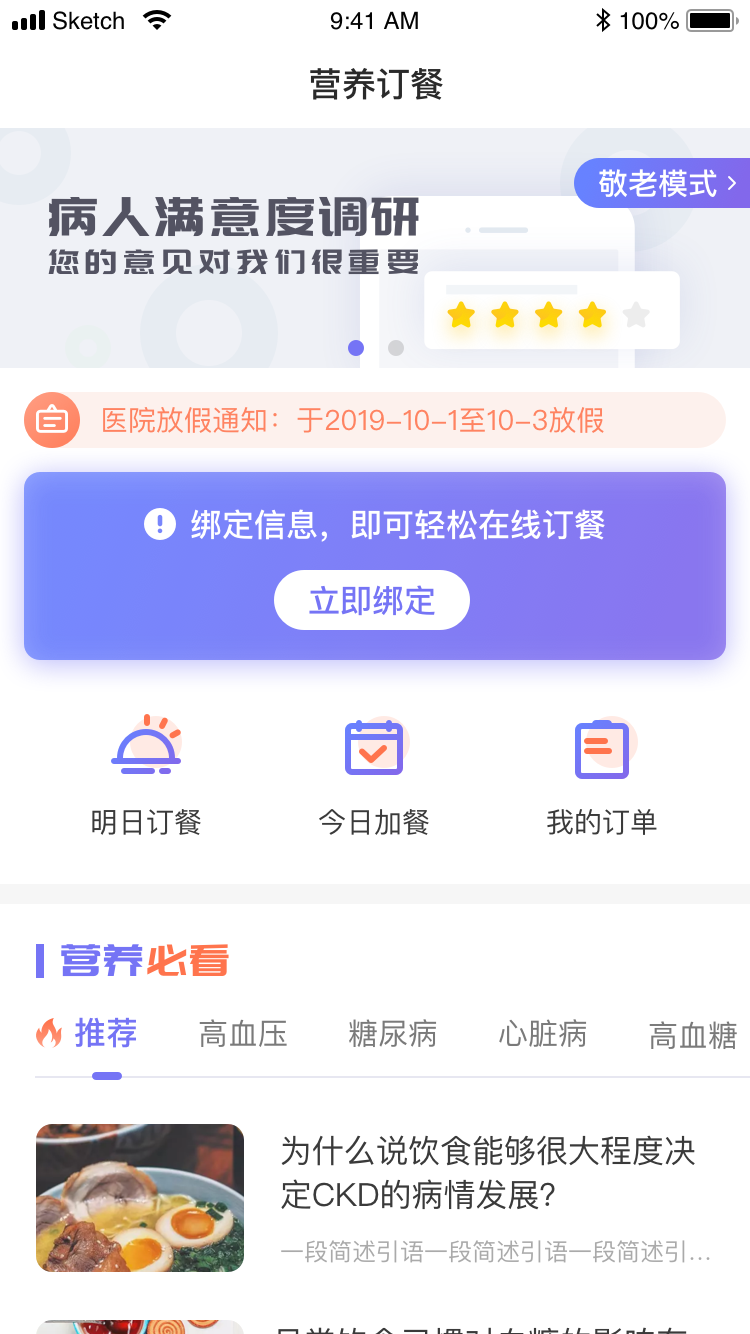 Sketch 9:41 AM 100%
营养订餐
敬老模式
病人满意度调研
您的意见对我们很重要
医院放假通知：于2019-10-1至10-3放假
绑定信息，即可轻松在线订餐
立即绑定
明日订餐 今日加餐 我的订单
营养必看
推荐 高血压 糖尿病 心脏病 高血糖
为什么说饮食能够很大程度决
定CKD的病情发展?
一段简述引语一段简述引语一段简述引...